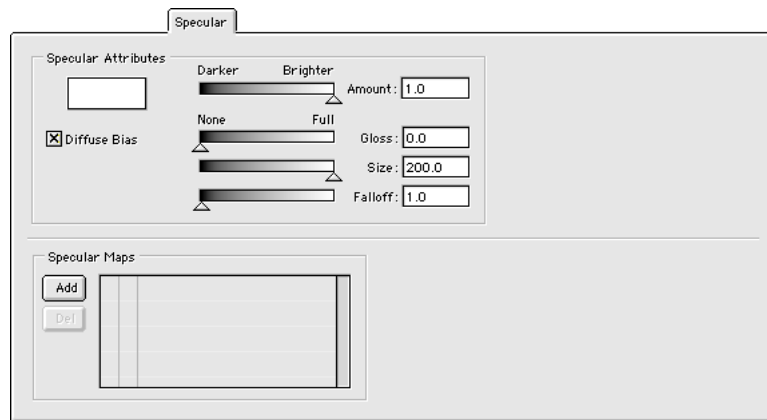 Specular
Specular Attributes
Darker Brighter
Amount: 1.0
None Full
Diffuse Bias
Gloss: 0.0
Size: 200.0
Falloff: 1.0
Specular Maps
Add
Del